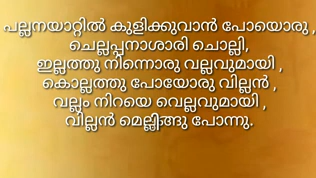 പല്ലനയാറ്റിൽ കുളിക്കുവാൻ പോയൊരു ,
ചെല്ലപ്പനാശാരി ചൊല്ലി,
ഇല്ലത്തു നിന്നൊരു വല്ലവുമായി ,
കൊല്ലത്തു പോയോരു വില്ലൻ ,
വല്ലം നിറയെ വെല്ലവുമായി ,
വില്ലൻ മെല്ലിങ്ങു പോന്നു.